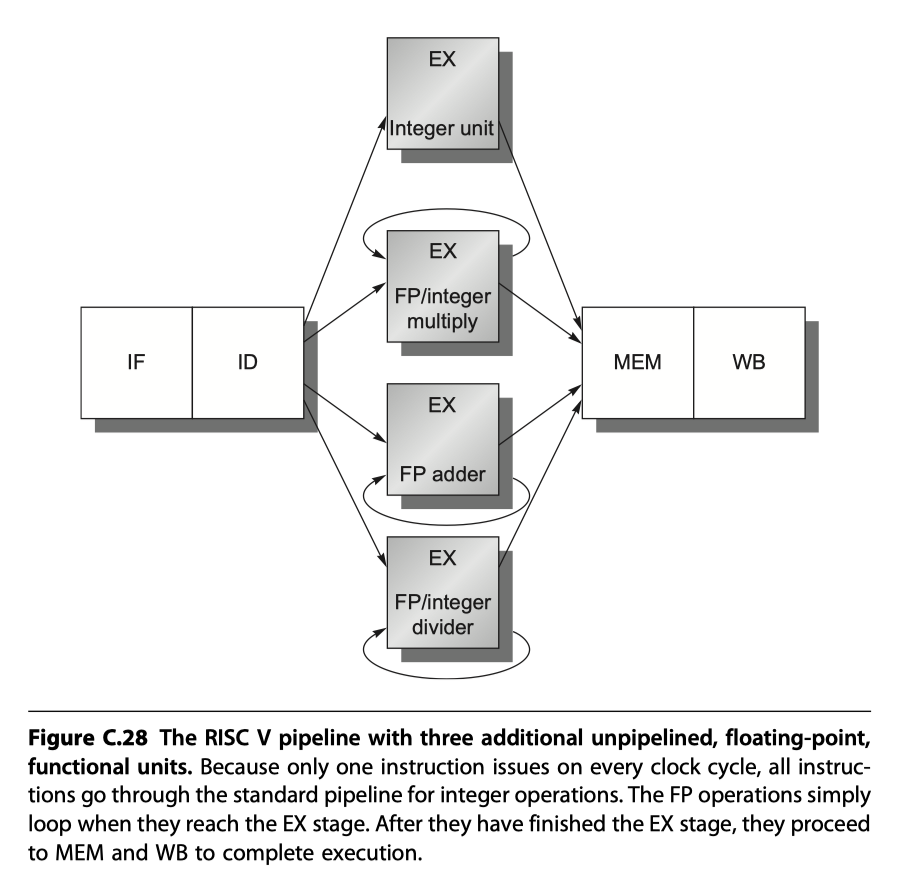 EX
Integer unit
EX
FP/integer
multiply
IF
ID
MEM
WB
EX
FP adder
EX
FP/integer
divider
Figure C.28 The RISC V pipeline with three additional unpipelined, floating-point,
functional units. Because only one instruction issues on every clock cycle, all instruc-
tions go through the standard pipeline for integer operations. The FP operations simply
loop when they reach the EX stage. After they have finished the EX stage, they proceed
to MEM and WB to complete execution.